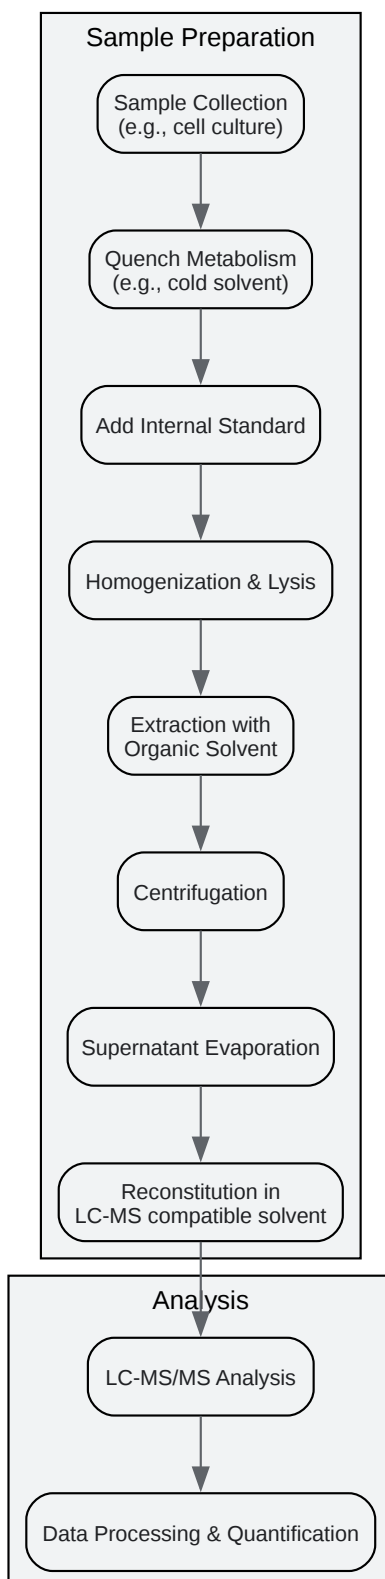 Sample Preparation
Sample Collection
(e.g., cell culture)
Quench Metabolism
(e.g., cold solvent)
Add Internal Standard
Homogenization & Lysis
Extraction with
Organic Solvent
Centrifugation
Supernatant Evaporation
Reconstitution in
LC-MS compatible solvent
Analysis
LC-MS/MS Analysis
Data Processing & Quantification